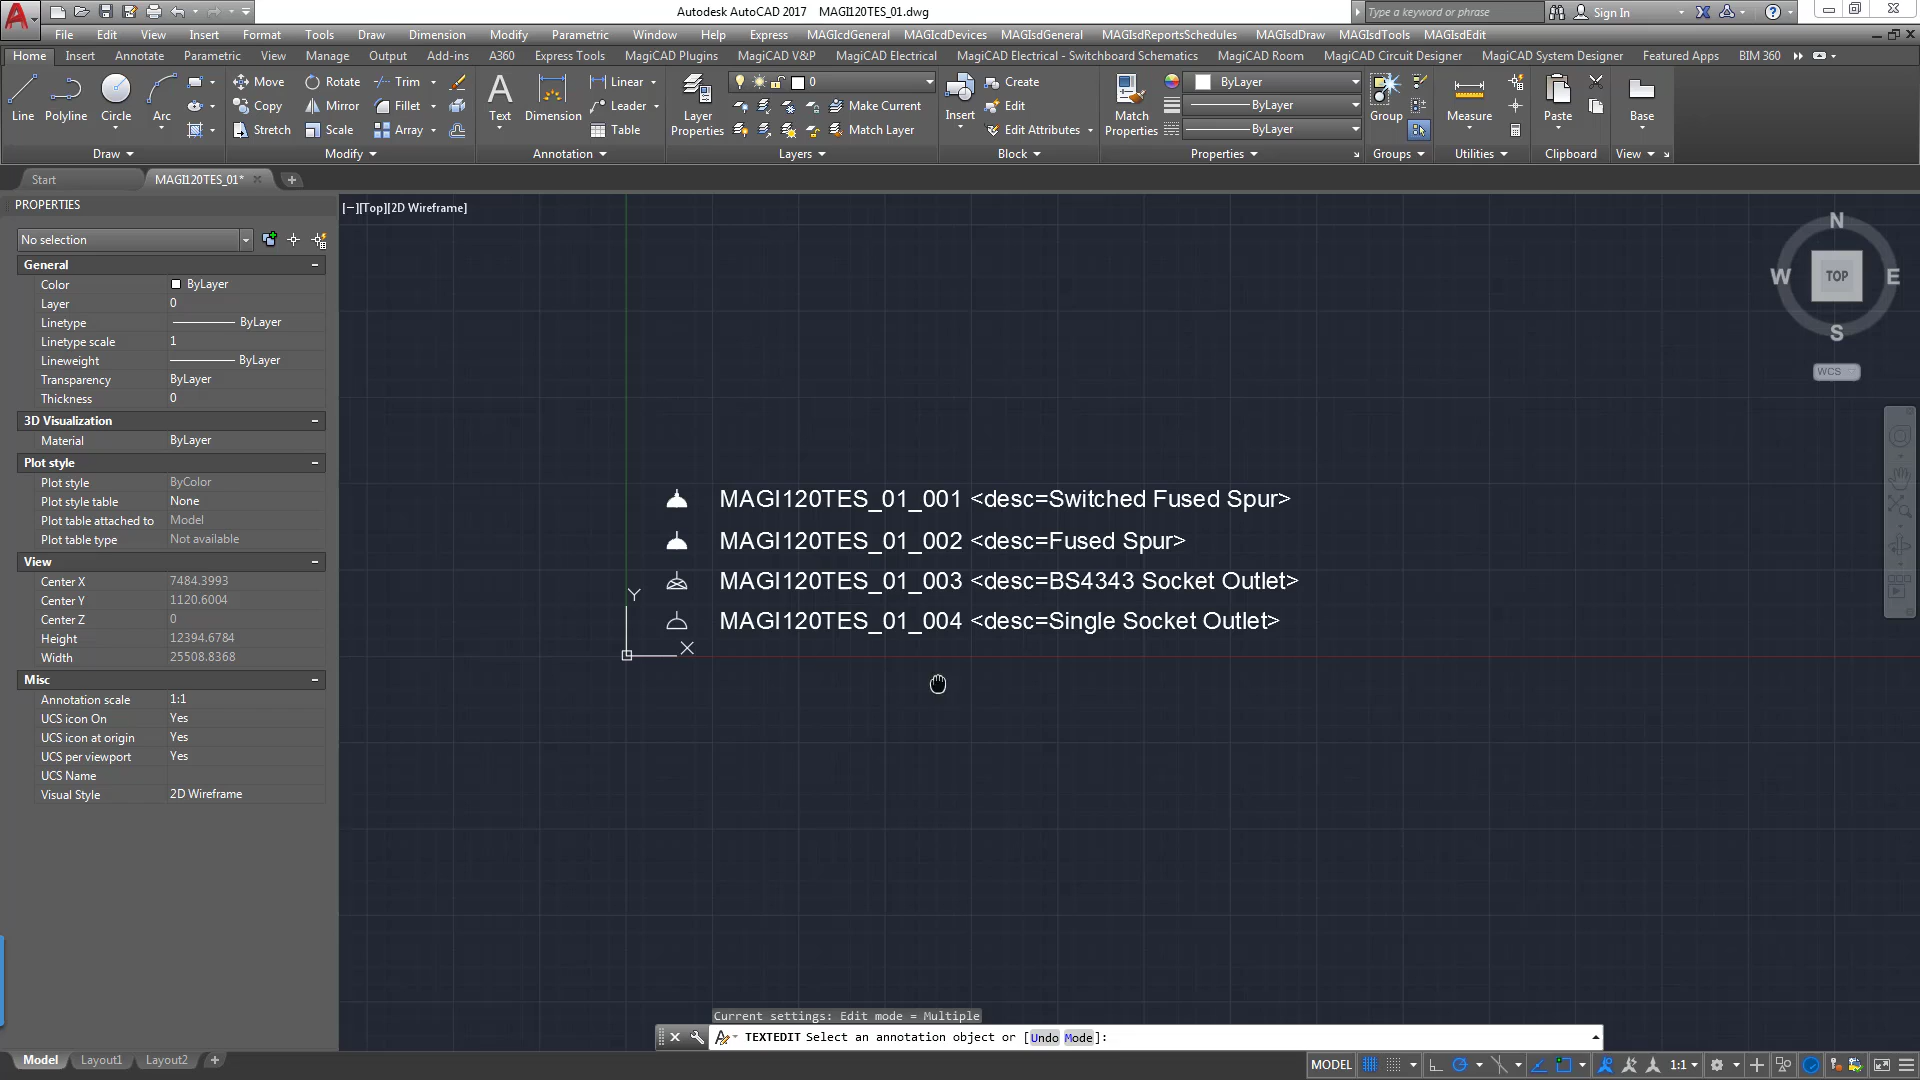 Autodesk AutoCAD 2017 MAGI120TES_01.dwg
Type a keyword or phrase
Sign In
File Edit View Insert Format Tools Draw Dimension Modify Parametric Window Help Express MAGIcdGeneral MAGIcdDevices MAGIsdGeneral MAGIsdReportsSchedules MAGIsdDraw MAGIsdTools MAGIsdEdit
Home Insert Annotate Parametric View Manage Output Add-ins A360 Express Tools MagiCAD Plugins MagiCAD V&P MagiCAD Electrical MagiCAD Electrical - Switchboard Schematics MagiCAD Room MagiCAD Circuit Designer MagiCAD System Designer Featured Apps BIM 360
Line Polyline Circle Arc
Move Rotate Trim
Copy Mirror Fillet
Stretch Scale Array
Text Dimension
Linear
Leader
Table
Layer Properties
0
Make Current
Match Layer
Insert
Create
Edit
Edit Attributes
Match Properties
ByLayer
ByLayer
ByLayer
Group
Measure
Paste
Base
Draw Modify Annotation Layers Block Properties Groups Utilities Clipboard View
Start MAGI120TES_01*
PROPERTIES
No selection
General
Color ByLayer
Layer 0
Linetype ByLayer
Linetype scale 1
Lineweight ByLayer
Transparency ByLayer
Thickness 0
3D Visualization
Material ByLayer
Plot style
Plot style ByColor
Plot style table None
Plot table attached to Model
Plot table type Not available
View
Center X 7484.3993
Center Y 1120.6004
Center Z 0
Height 12394.6784
Width 25508.8368
Misc
Annotation scale 1:1
UCS icon On Yes
UCS icon at origin Yes
UCS per viewport Yes
UCS Name
Visual Style 2D Wireframe
[−][Top][2D Wireframe]
N
W TOP E
S
WCS
MAGI120TES_01_001 <desc=Switched Fused Spur>
MAGI120TES_01_002 <desc=Fused Spur>
MAGI120TES_01_003 <desc=BS4343 Socket Outlet>
MAGI120TES_01_004 <desc=Single Socket Outlet>
Y
X
Current settings: Edit mode = Multiple
TEXTEDIT Select an annotation object or [Undo Mode]:
Model Layout1 Layout2
MODEL 1:1